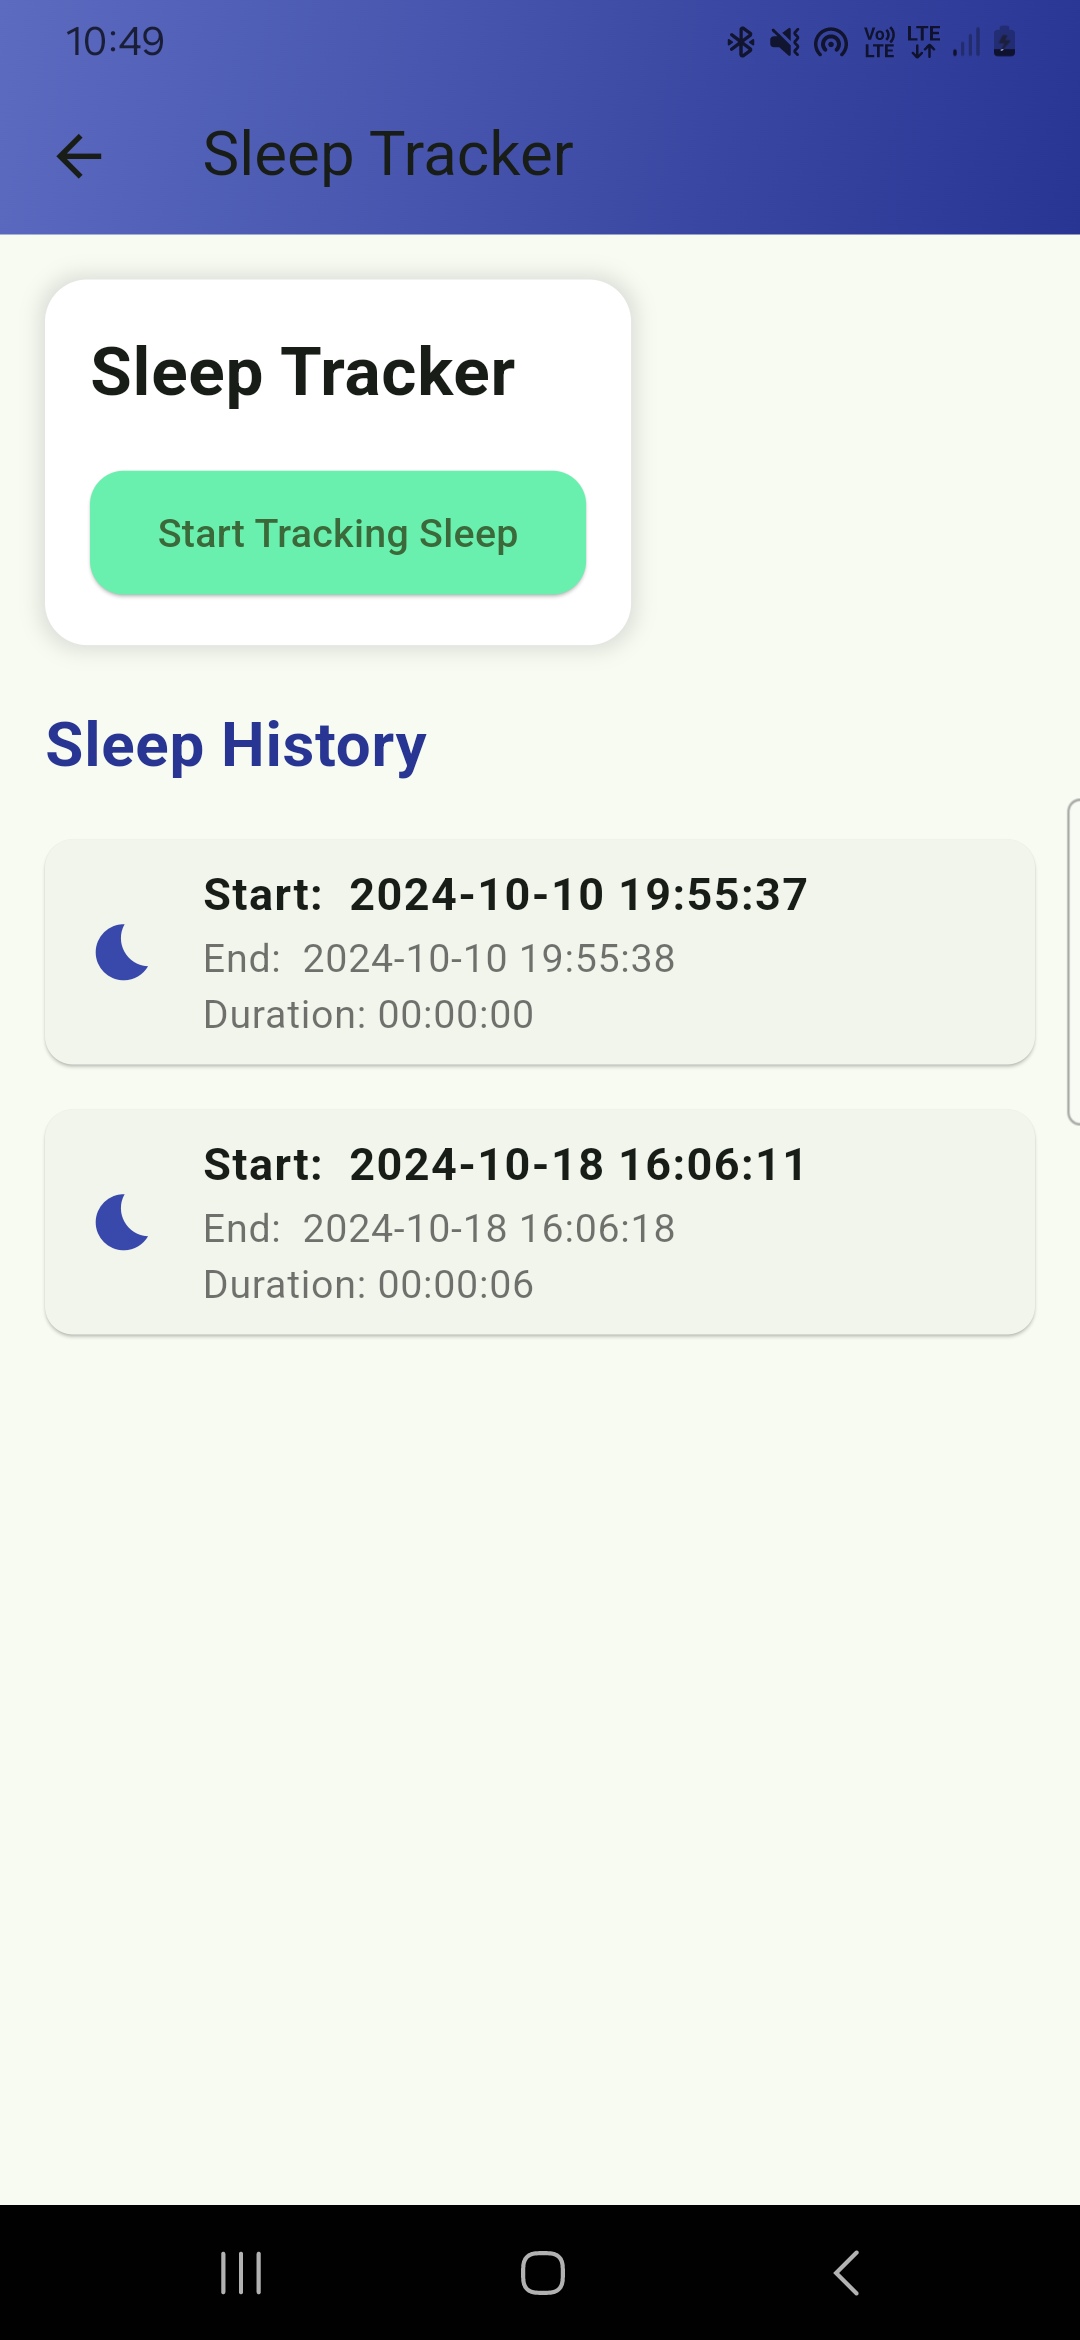 10:49
Vo)) LTE
LTE
Sleep Tracker
Sleep Tracker
Start Tracking Sleep
Sleep History
Start:  2024-10-10 19:55:37
End:  2024-10-10 19:55:38
Duration: 00:00:00
Start:  2024-10-18 16:06:11
End:  2024-10-18 16:06:18
Duration: 00:00:06